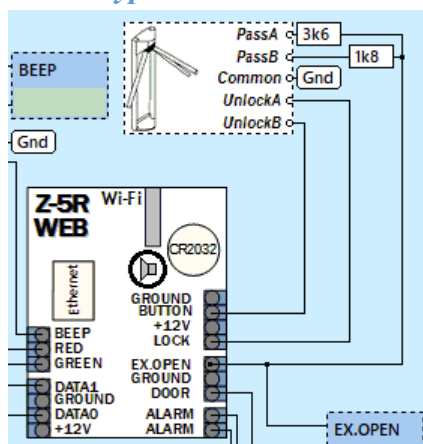 PassA 3k6
PassB 1k8
Common Gnd
UnlockA
UnlockB
BEEP
Gnd
Z-5R Wi-Fi
WEB
CR2032
Ethernet
GROUND
BUTTON
+12V
LOCK
BEEP
RED
GREEN
EX.OPEN
GROUND
DOOR
DATA1
GROUND
DATA0
+12V
ALARM
ALARM
EX.OPEN